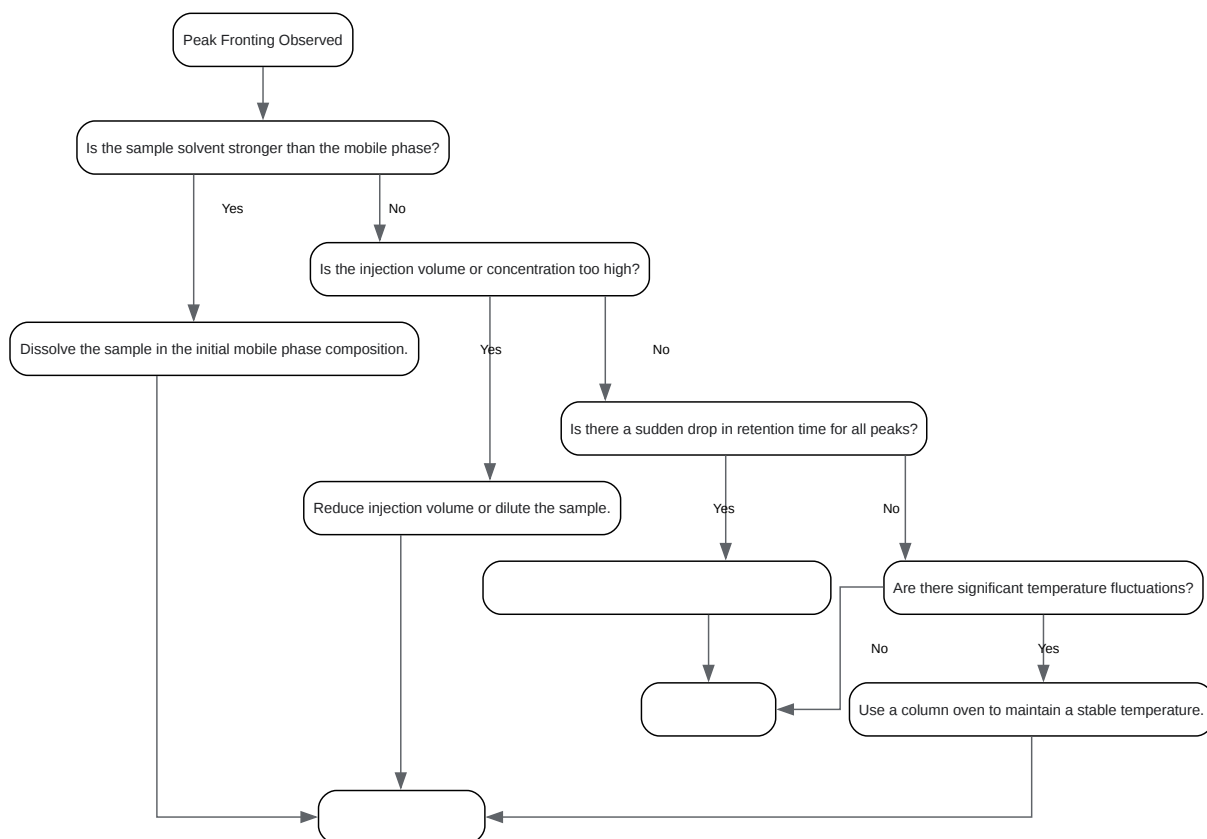 Peak Fronting Observed
Is the sample solvent stronger than the mobile phase?
Yes
No
Is the injection volume or concentration too high?
Dissolve the sample in the initial mobile phase composition.
Yes
No
Is there a sudden drop in retention time for all peaks?
Reduce injection volume or dilute the sample.
Yes
No
Are there significant temperature fluctuations?
No
Yes
Use a column oven to maintain a stable temperature.